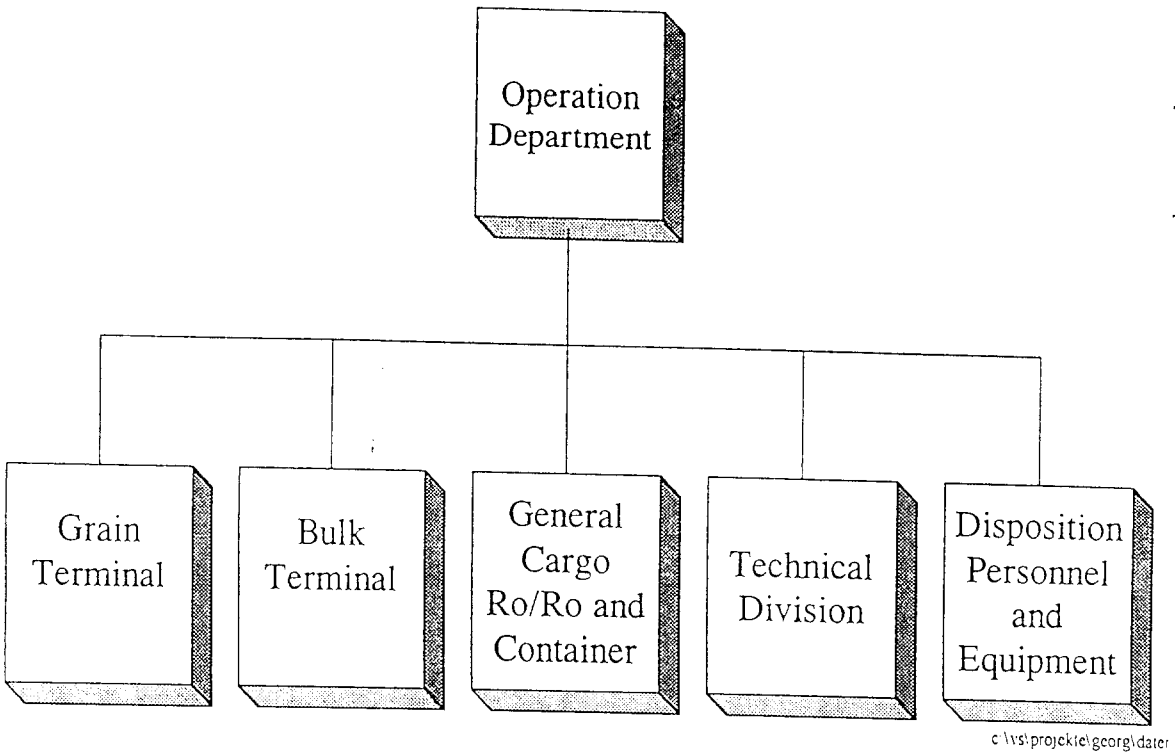 Operation
Department
Grain
Terminal
Bulk
Terminal
General
Cargo
Ro/Ro and
Container
Technical
Division
Disposition
Personnel
and
Equipment
c:\vs\projekte\georg\dater